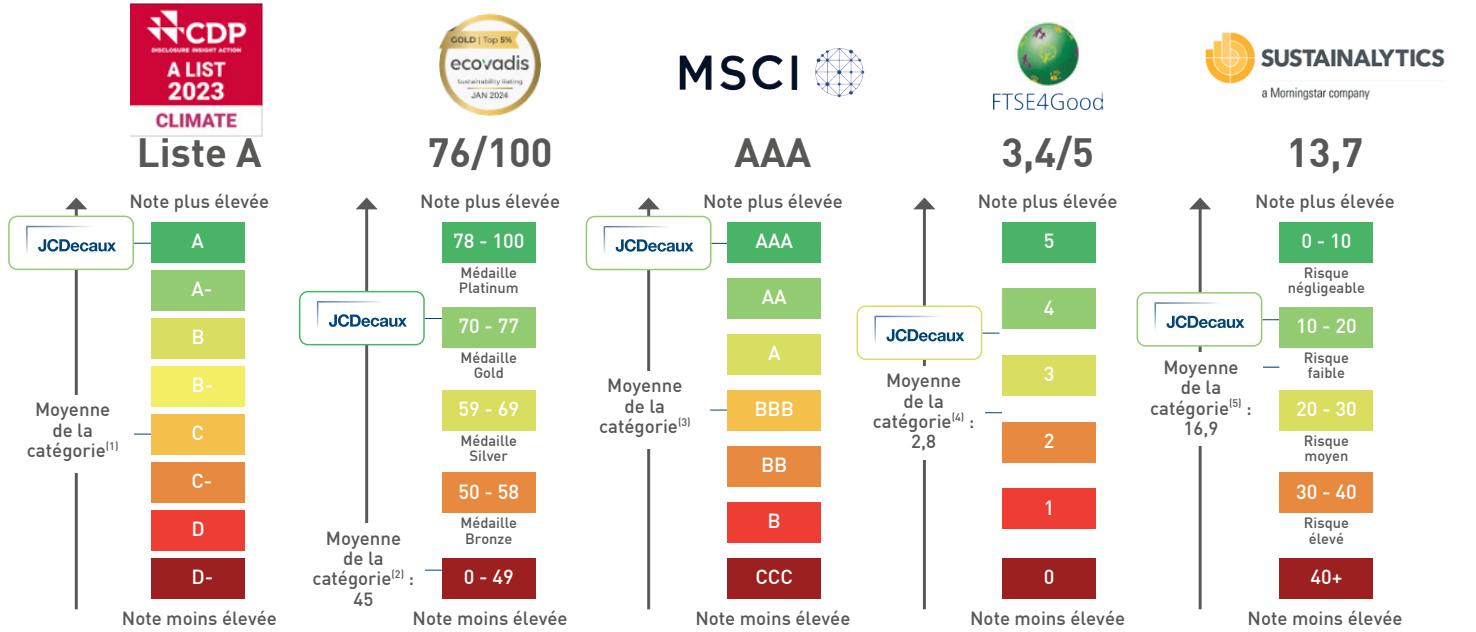 CDP
DISCLOSURE INSIGHT ACTION
A LIST
2023
CLIMATE
Liste A
Note plus élevée
JCDecaux
A
A-
B
B-
Moyenne
de la
catégorie(1)
C
C-
D
D-
Note moins élevée
GOLD | Top 5%
ecovadis
Sustainability Rating
JAN 2024
76/100
Note plus élevée
78 - 100
Médaille
Platinum
JCDecaux
70 - 77
Médaille
Gold
59 - 69
Médaille
Silver
50 - 58
Médaille
Bronze
Moyenne
de la
catégorie(2) :
45
0 - 49
Note moins élevée
MSCI
AAA
Note plus élevée
JCDecaux
AAA
AA
A
Moyenne
de la
catégorie(3)
BBB
BB
B
CCC
Note moins élevée
FTSE4Good
3,4/5
Note plus élevée
5
4
JCDecaux
3
Moyenne
de la
catégorie(4) :
2,8
2
1
0
Note moins élevée
SUSTAINALYTICS
a Morningstar company
13,7
Note plus élevée
0 - 10
Risque
négligeable
JCDecaux
10 - 20
Risque
faible
Moyenne
de la
catégorie(5) :
16,9
20 - 30
Risque
moyen
30 - 40
Risque
élevé
40+
Note moins élevée